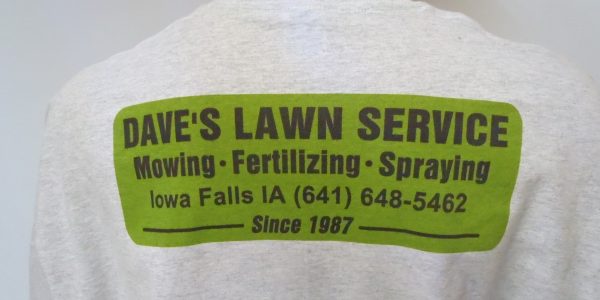 DAVE'S LAWN SERVICE
Mowing · Fertilizing · Spraying
Iowa Falls IA (641) 648-5462
Since 1987